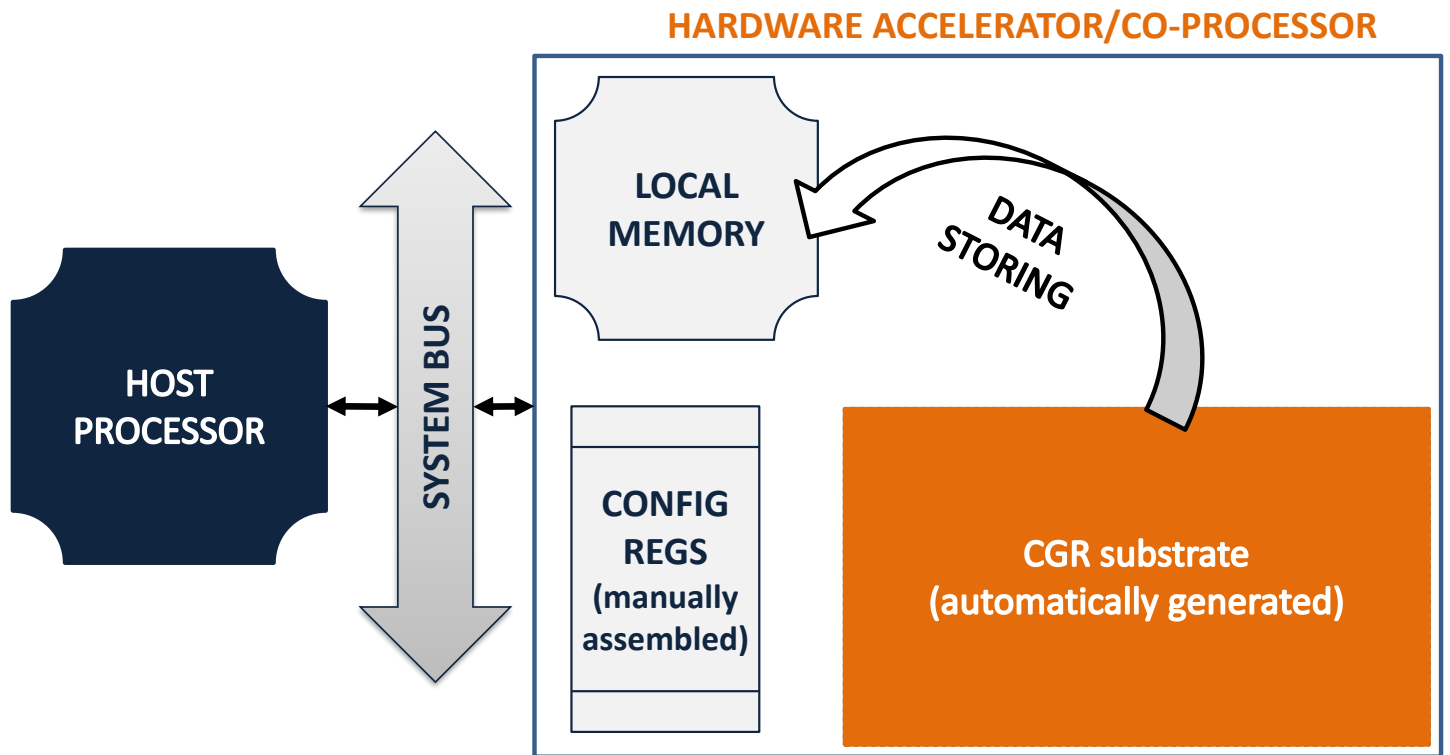 HARDWARE ACCELERATOR/CO-PROCESSOR
HOST
PROCESSOR
SYSTEM BUS
LOCAL
MEMORY
DATA
STORING
CONFIG
REGS
(manually
assembled)
CGR substrate
(automatically generated)